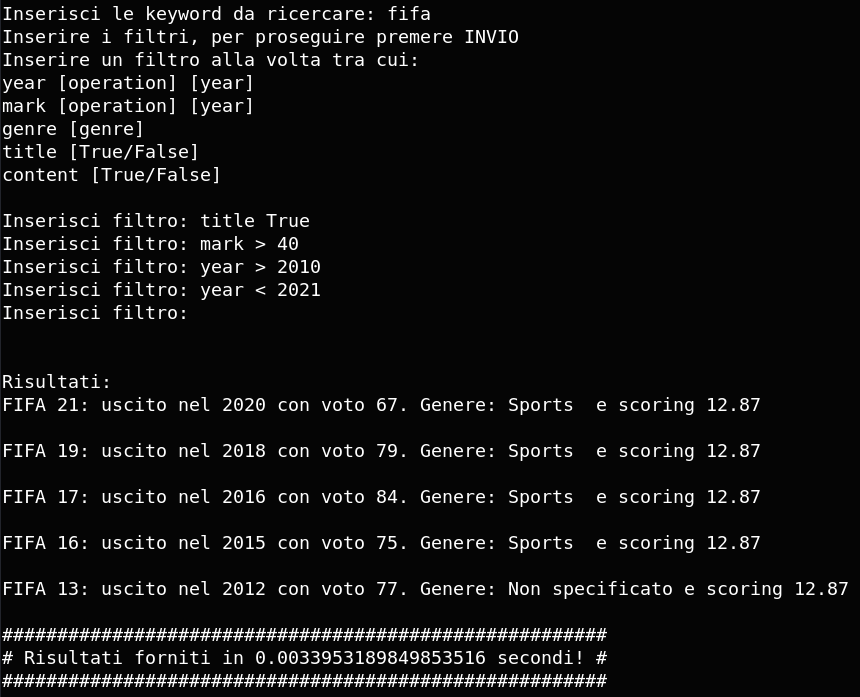 Inserisci le keyword da ricercare: fifa
Inserire i filtri, per proseguire premere INVIO
Inserire un filtro alla volta tra cui:
year [operation] [year]
mark [operation] [year]
genre [genre]
title [True/False]
content [True/False]
Inserisci filtro: title True
Inserisci filtro: mark > 40
Inserisci filtro: year > 2010
Inserisci filtro: year < 2021
Inserisci filtro:
Risultati:
FIFA 21: uscito nel 2020 con voto 67. Genere: Sports  e scoring 12.87
FIFA 19: uscito nel 2018 con voto 79. Genere: Sports  e scoring 12.87
FIFA 17: uscito nel 2016 con voto 84. Genere: Sports  e scoring 12.87
FIFA 16: uscito nel 2015 con voto 75. Genere: Sports  e scoring 12.87
FIFA 13: uscito nel 2012 con voto 77. Genere: Non specificato e scoring 12.87
#######################################################
# Risultati forniti in 0.0033953189849853516 secondi! #
#######################################################